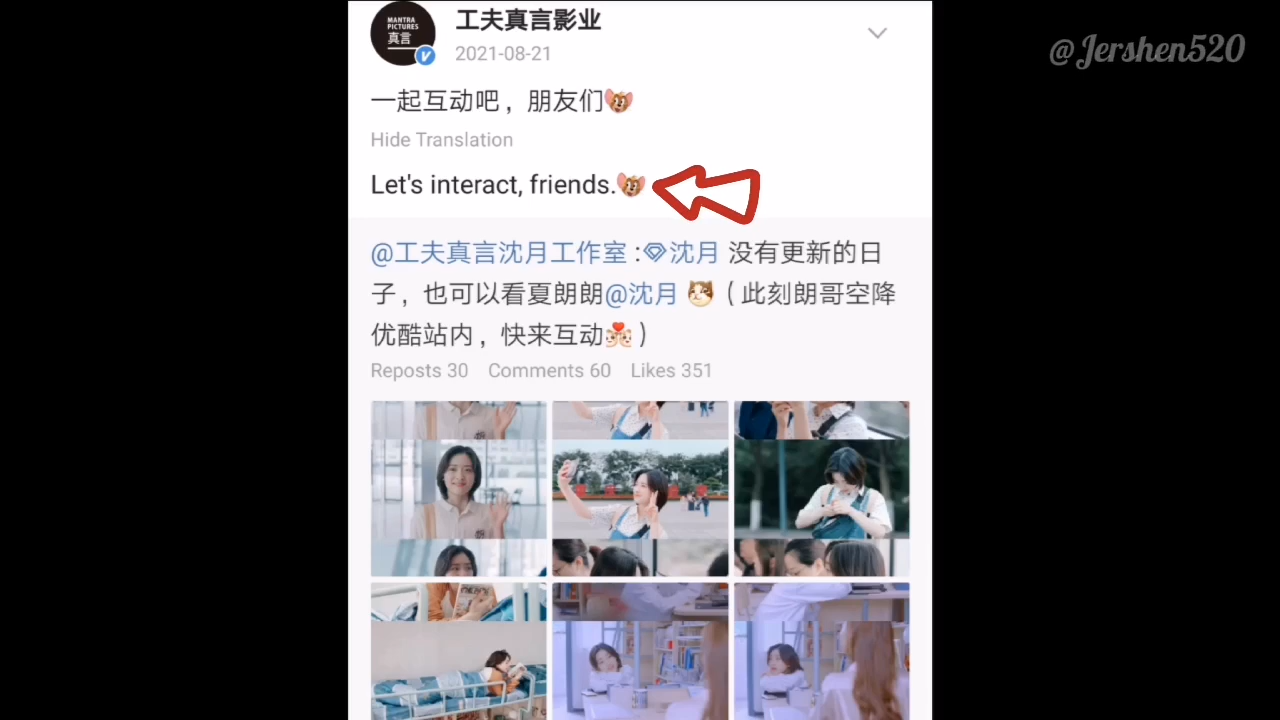 MANTRA
PICTURES
真言
工夫真言影业
2021-08-21
@Jershen520
一起互动吧，朋友们
Hide Translation
Let's interact, friends.
@工夫真言沈月工作室 :沈月 没有更新的日
子，也可以看夏朗朗@沈月 （此刻朗哥空降
优酷站内，快来互动）
Reposts 30 Comments 60 Likes 351